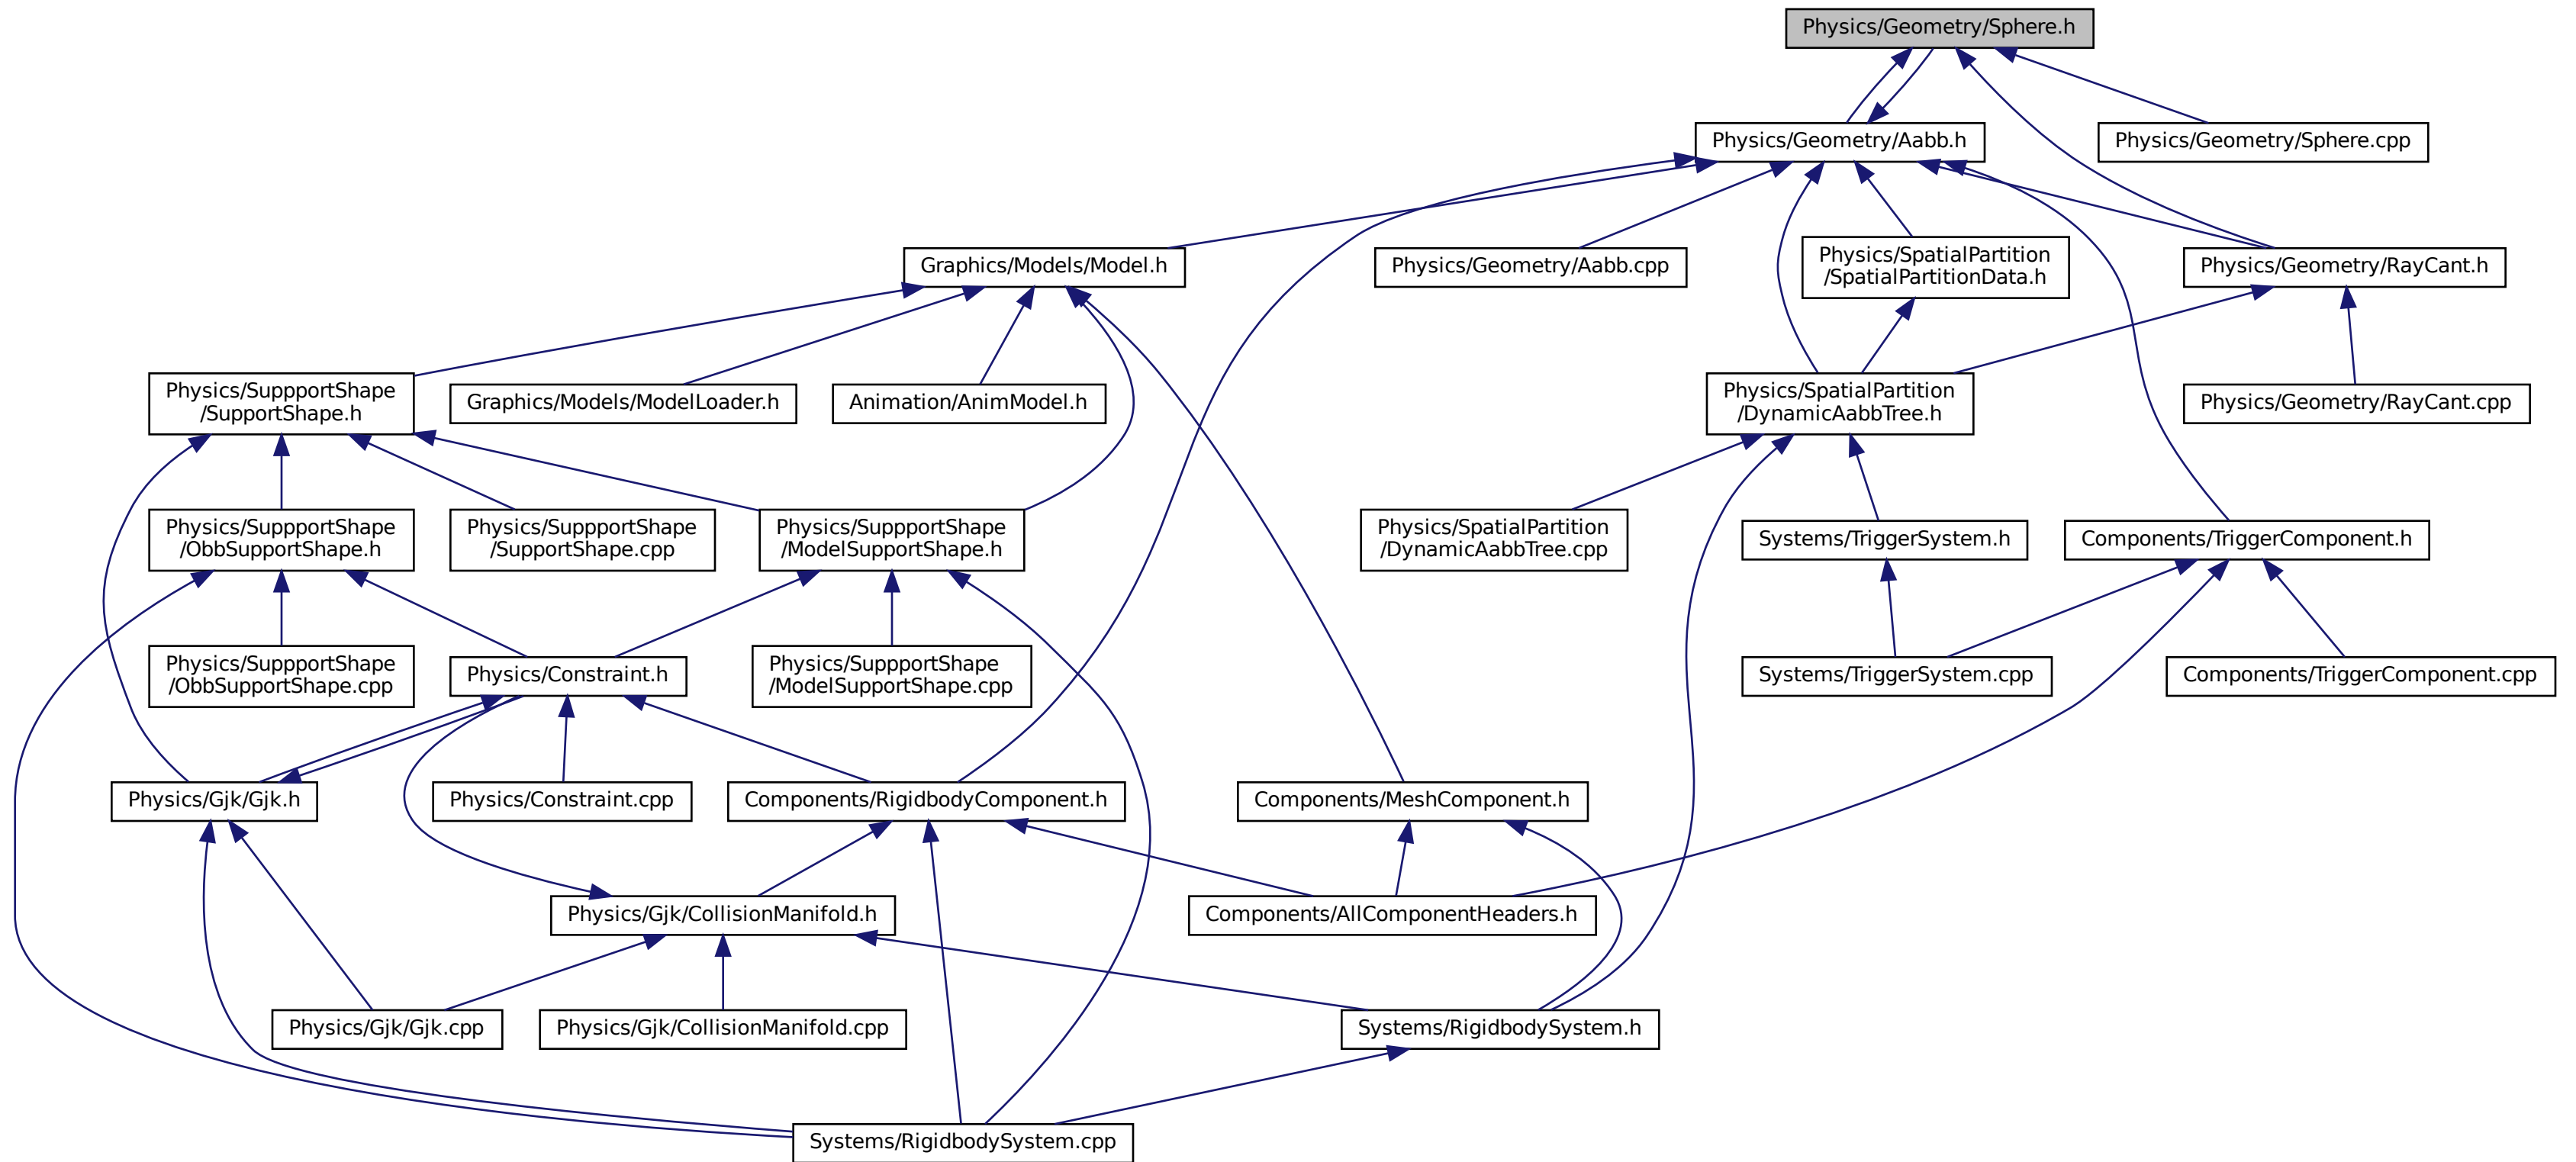 Physics/Geometry/Sphere.h
Physics/Geometry/Aabb.h
Physics/Geometry/Sphere.cpp
Graphics/Models/Model.h
Physics/Geometry/Aabb.cpp
Physics/SpatialPartition
/SpatialPartitionData.h
Physics/Geometry/RayCant.h
Physics/SuppportShape
/SupportShape.h
Graphics/Models/ModelLoader.h
Animation/AnimModel.h
Physics/SpatialPartition
/DynamicAabbTree.h
Physics/Geometry/RayCant.cpp
Physics/SuppportShape
/ObbSupportShape.h
Physics/SuppportShape
/SupportShape.cpp
Physics/SuppportShape
/ModelSupportShape.h
Physics/SpatialPartition
/DynamicAabbTree.cpp
Systems/TriggerSystem.h
Components/TriggerComponent.h
Physics/SuppportShape
/ObbSupportShape.cpp
Physics/Constraint.h
Physics/SuppportShape
/ModelSupportShape.cpp
Systems/TriggerSystem.cpp
Components/TriggerComponent.cpp
Physics/Gjk/Gjk.h
Physics/Constraint.cpp
Components/RigidbodyComponent.h
Components/MeshComponent.h
Physics/Gjk/CollisionManifold.h
Components/AllComponentHeaders.h
Physics/Gjk/Gjk.cpp
Physics/Gjk/CollisionManifold.cpp
Systems/RigidbodySystem.h
Systems/RigidbodySystem.cpp